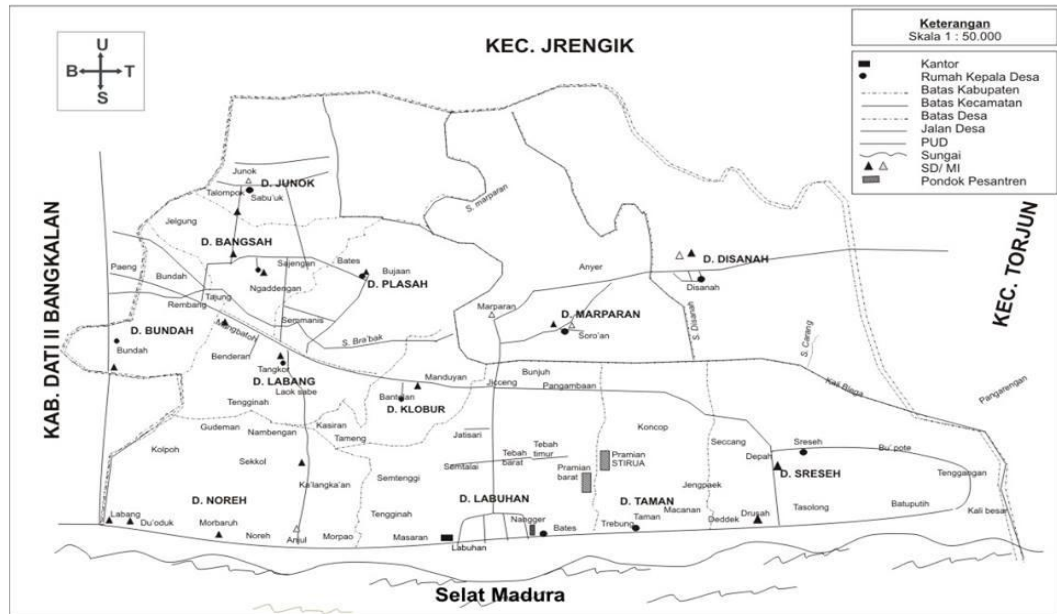 Keterangan
Skala 1 : 50.000
Kantor
Rumah Kepala Desa
Batas Kabupaten
Batas Kecamatan
Batas Desa
Jalan Desa
PUD
Sungai
SD/ MI
Pondok Pesantren
U
B T
S
KEC. JRENGIK
KAB. DATI II BANGKALAN
KEC. TORJUN
Junok
D. JUNOK
Talompok
Sabu'uk
S. marparan
Jelgung
D. BANGSAH
Paeng
Bundah
Sajengan
Bates
Bujaan
D. PLASAH
Ngaddengan
Tajung
Rembang
Anyer
D. DISANAH
Disanah
Marparan
D. MARPARAN
Soro'an
S. Disanah
S. Carang
D. BUNDAH
Bundah
Mangbatoh
Semmanis
S. Bra'bak
Benderan
Tangkor
D. LABANG
Laok sabe
Tengginah
Manduyan
D. KLOBUR
Jicceng
Bunjuh
Pangambaan
Kali Blega
Pangarengan
Gudeman
Nambengan
Kasiran
Tameng
Kolpoh
Sekkol
Ka'langka'an
Jatisari
Tebah timur
Tebah barat
Semtalai
Semtenggi
Koncop
Seccang
Sreseh
Bu' pote
Depah
D. SRESEH
Tenggangan
Pramian STIRUA
Pramian barat
Jengpaek
D. NOREH
D. LABUHAN
D. TAMAN
Macanan
Tasolong
Batuputih
Kali besar
Labang
Du'oduk
Morbaruh
Noreh
Anjul
Morpao
Tengginah
Masaran
Labuhan
Nangger
Bates
Trebung
Taman
Deddek
Drusah
Selat Madura